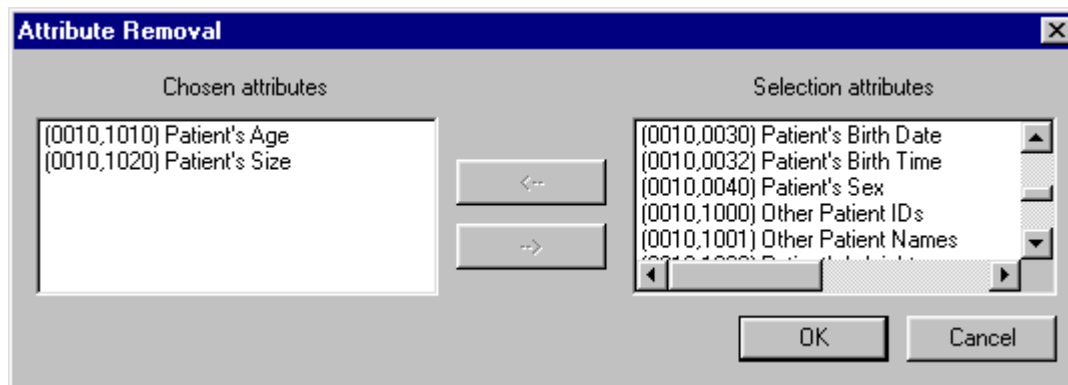 Attribute Removal
Chosen attributes
Selection attributes
(0010,1010) Patient's Age
(0010,1020) Patient's Size
<--
-->
(0010,0030) Patient's Birth Date
(0010,0032) Patient's Birth Time
(0010,0040) Patient's Sex
(0010,1000) Other Patient IDs
(0010,1001) Other Patient Names
OK
Cancel